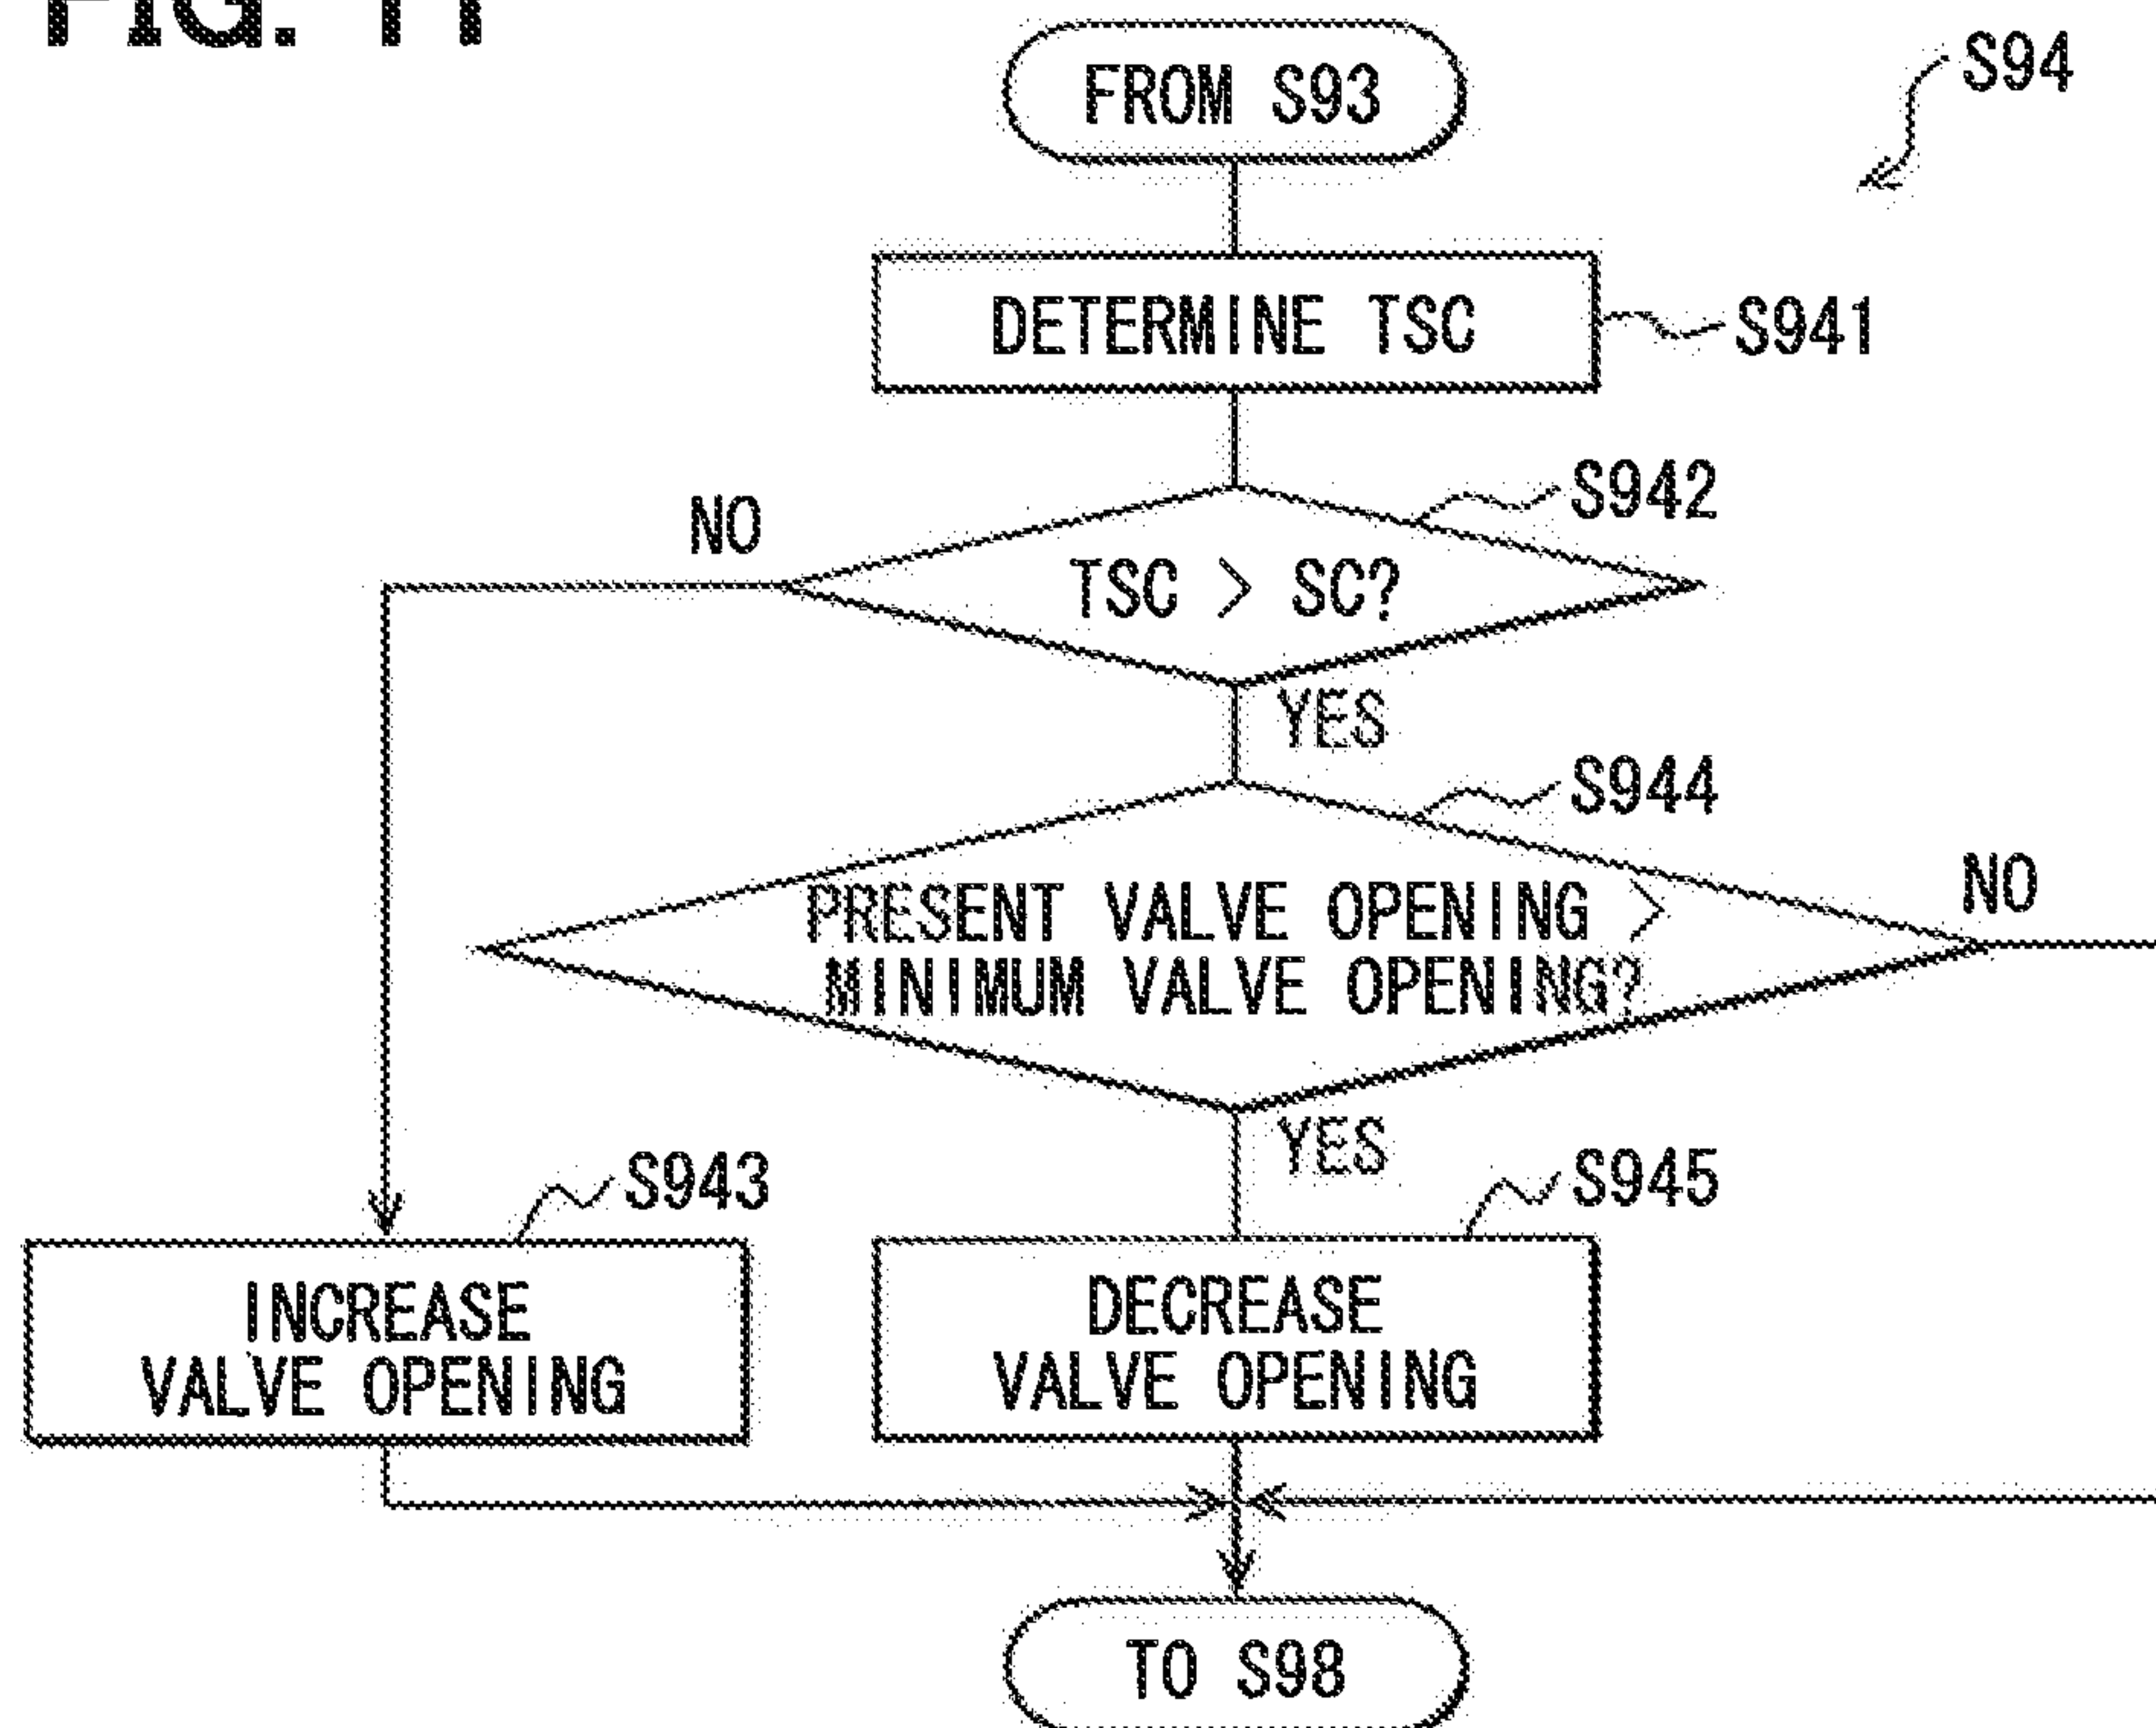 FIG. 11
FROM S93
S94
DETERMINE TSC
S941
S942
NO
TSC > SC?
YES
S944
PRESENT VALVE OPENING >
MINIMUM VALVE OPENING?
NO
YES
S943
S945
INCREASE
VALVE OPENING
DECREASE
VALVE OPENING
TO S98